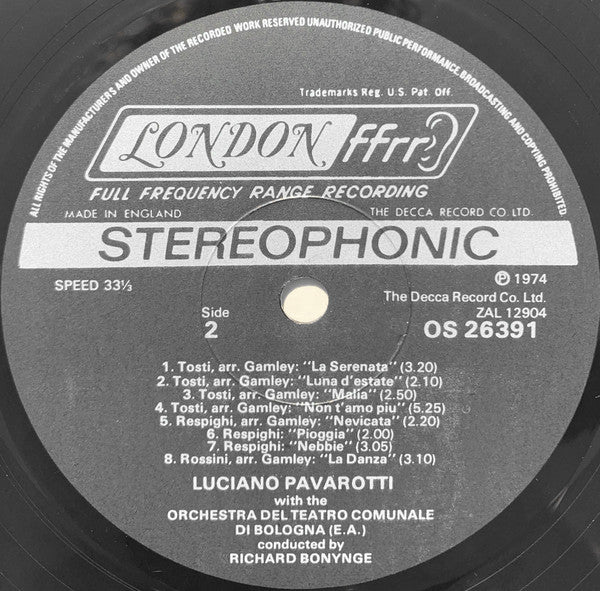 ALL RIGHTS OF THE MANUFACTURERS AND OWNER OF THE RECORDED WORK RESERVED UNAUTHORIZED PUBLIC PERFORMANCE, BROADCASTING AND COPYING PROHIBITED
Trademarks Reg. U.S. Pat. Off.
LONDON ffrr
FULL FREQUENCY RANGE RECORDING
MADE IN ENGLAND THE DECCA RECORD CO. LTD.
STEREOPHONIC
SPEED 33⅓ ℗ 1974
The Decca Record Co. Ltd.
Side ZAL 12904
2 OS 26391
1. Tosti, arr. Gamley: "La Serenata" (3.20)
2. Tosti, arr. Gamley: "Luna d'estate" (2.10)
3. Tosti, arr. Gamley: "Malia" (2.50)
4. Tosti, arr. Gamley: "Non t'amo piu" (5.25)
5. Respighi, arr. Gamley: "Nevicata" (2.20)
6. Respighi: "Pioggia" (2.00)
7. Respighi: "Nebbie" (3.05)
8. Rossini, arr. Gamley: "La Danza" (3.10)
LUCIANO PAVAROTTI
with the
ORCHESTRA DEL TEATRO COMUNALE
DI BOLOGNA (E.A.)
conducted by
RICHARD BONYNGE